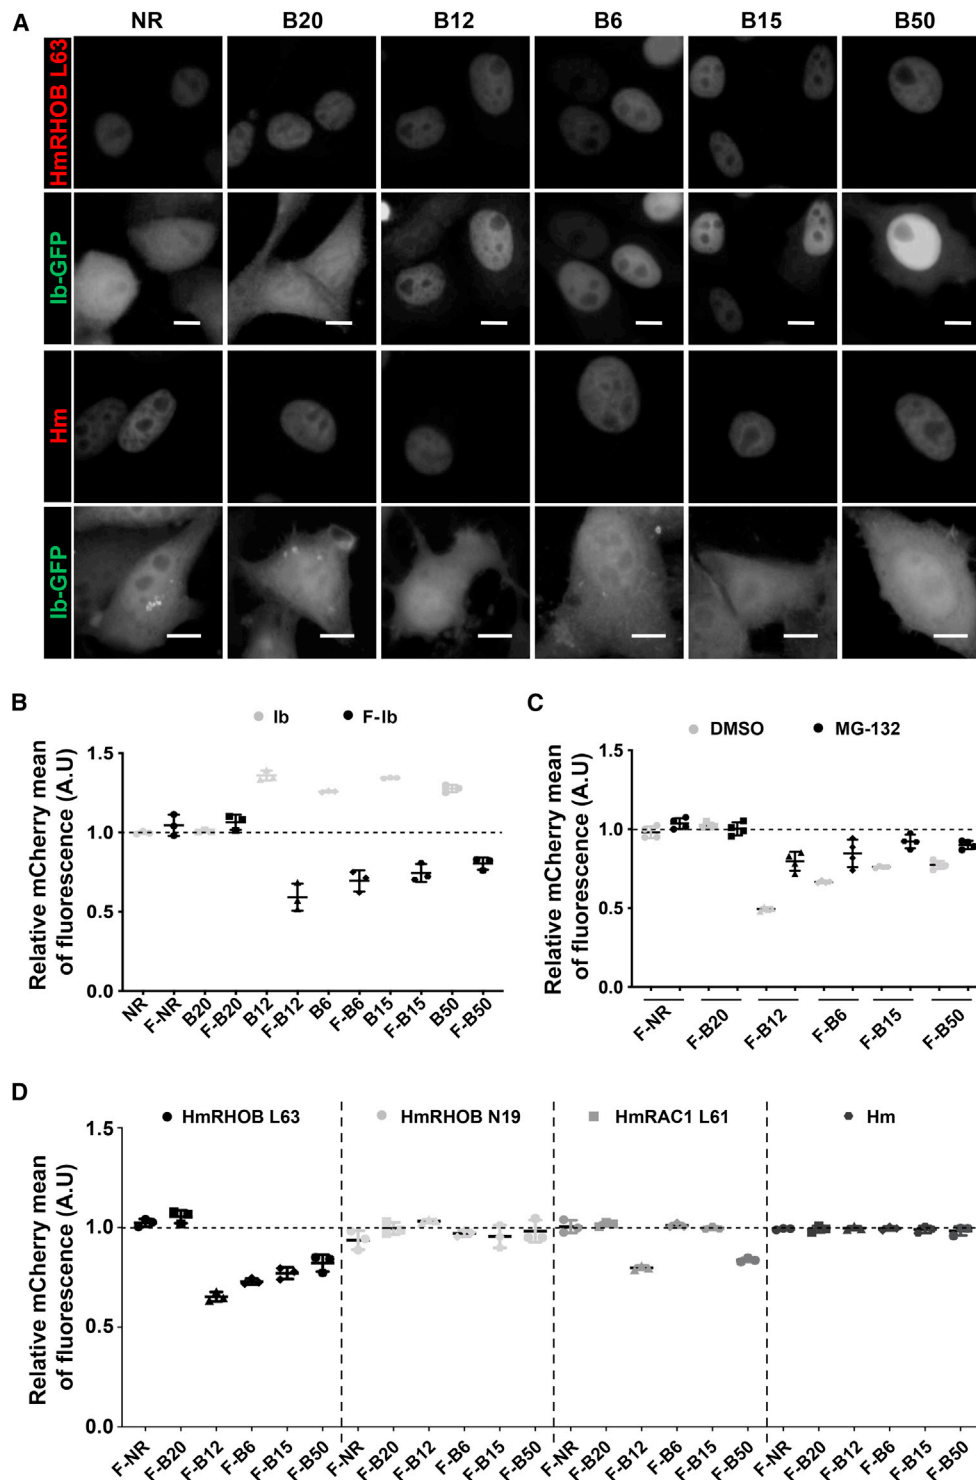 A
NR B20 B12 B6 B15 B50
HmRHOB L63
Ib-GFP
Hm
Ib-GFP
B
Ib F-Ib
Relative mCherry mean
of fluorescence (A.U)
1.5
1.0
0.5
0.0
NR F-NR B20 F-B20 B12 F-B12 B6 F-B6 B15 F-B15 B50 F-B50
C
DMSO MG-132
Relative mCherry mean
of fluorescence (A.U)
1.5
1.0
0.5
0.0
F-NR F-B20 F-B12 F-B6 F-B15 F-B50
D
HmRHOB L63 HmRHOB N19 HmRAC1 L61 Hm
Relative mCherry mean
of fluorescence (A.U)
1.5
1.0
0.5
0.0
F-NR F-B20 F-B12 F-B6 F-B15 F-B50 F-NR F-B20 F-B12 F-B6 F-B15 F-B50 F-NR F-B20 F-B12 F-B6 F-B15 F-B50 F-NR F-B20 F-B12 F-B6 F-B15 F-B50